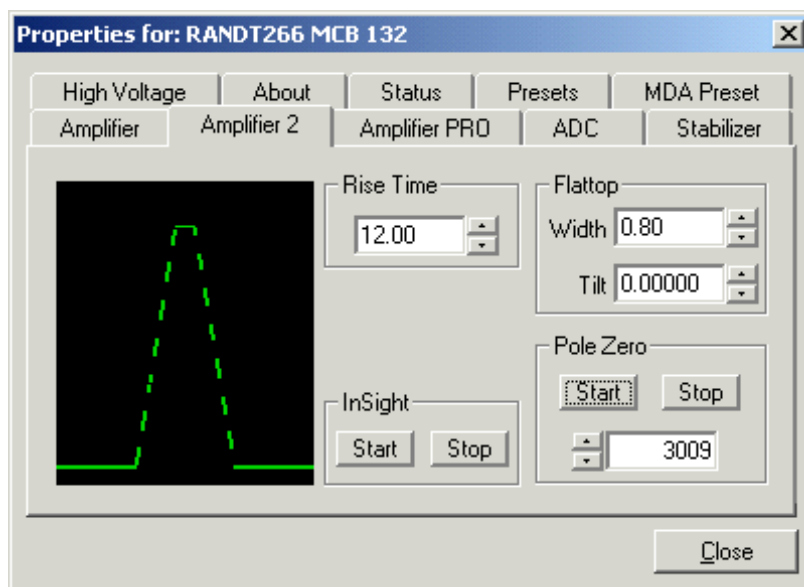 Properties for: RANDT266 MCB 132
High Voltage About Status Presets MDA Preset
Amplifier Amplifier 2 Amplifier PRO ADC Stabilizer
Rise Time
12.00
Flattop
Width 0.80
Tilt 0.00000
InSight
Start Stop
Pole Zero
Start Stop
3009
Close